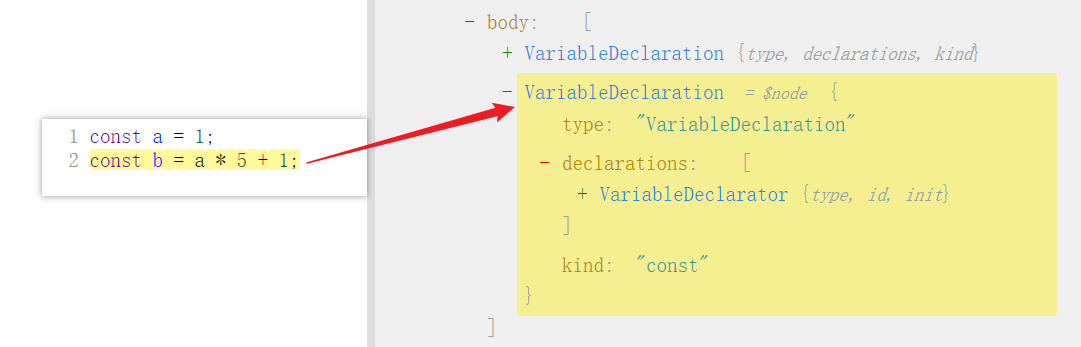 1 const a = 1;
2 const b = a * 5 + 1;
- body: [
+ VariableDeclaration {type, declarations, kind}
- VariableDeclaration = $node {
type: "VariableDeclaration"
- declarations: [
+ VariableDeclarator {type, id, init}
]
kind: "const"
}
]